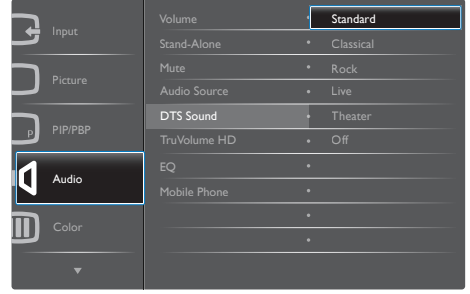 Input
Picture
P
PIP/PBP
Audio
Color
Volume
Stand-Alone
Mute
Audio Source
DTS Sound
TruVolume HD
EQ
Mobile Phone
Standard
Classical
Rock
Live
Theater
Off